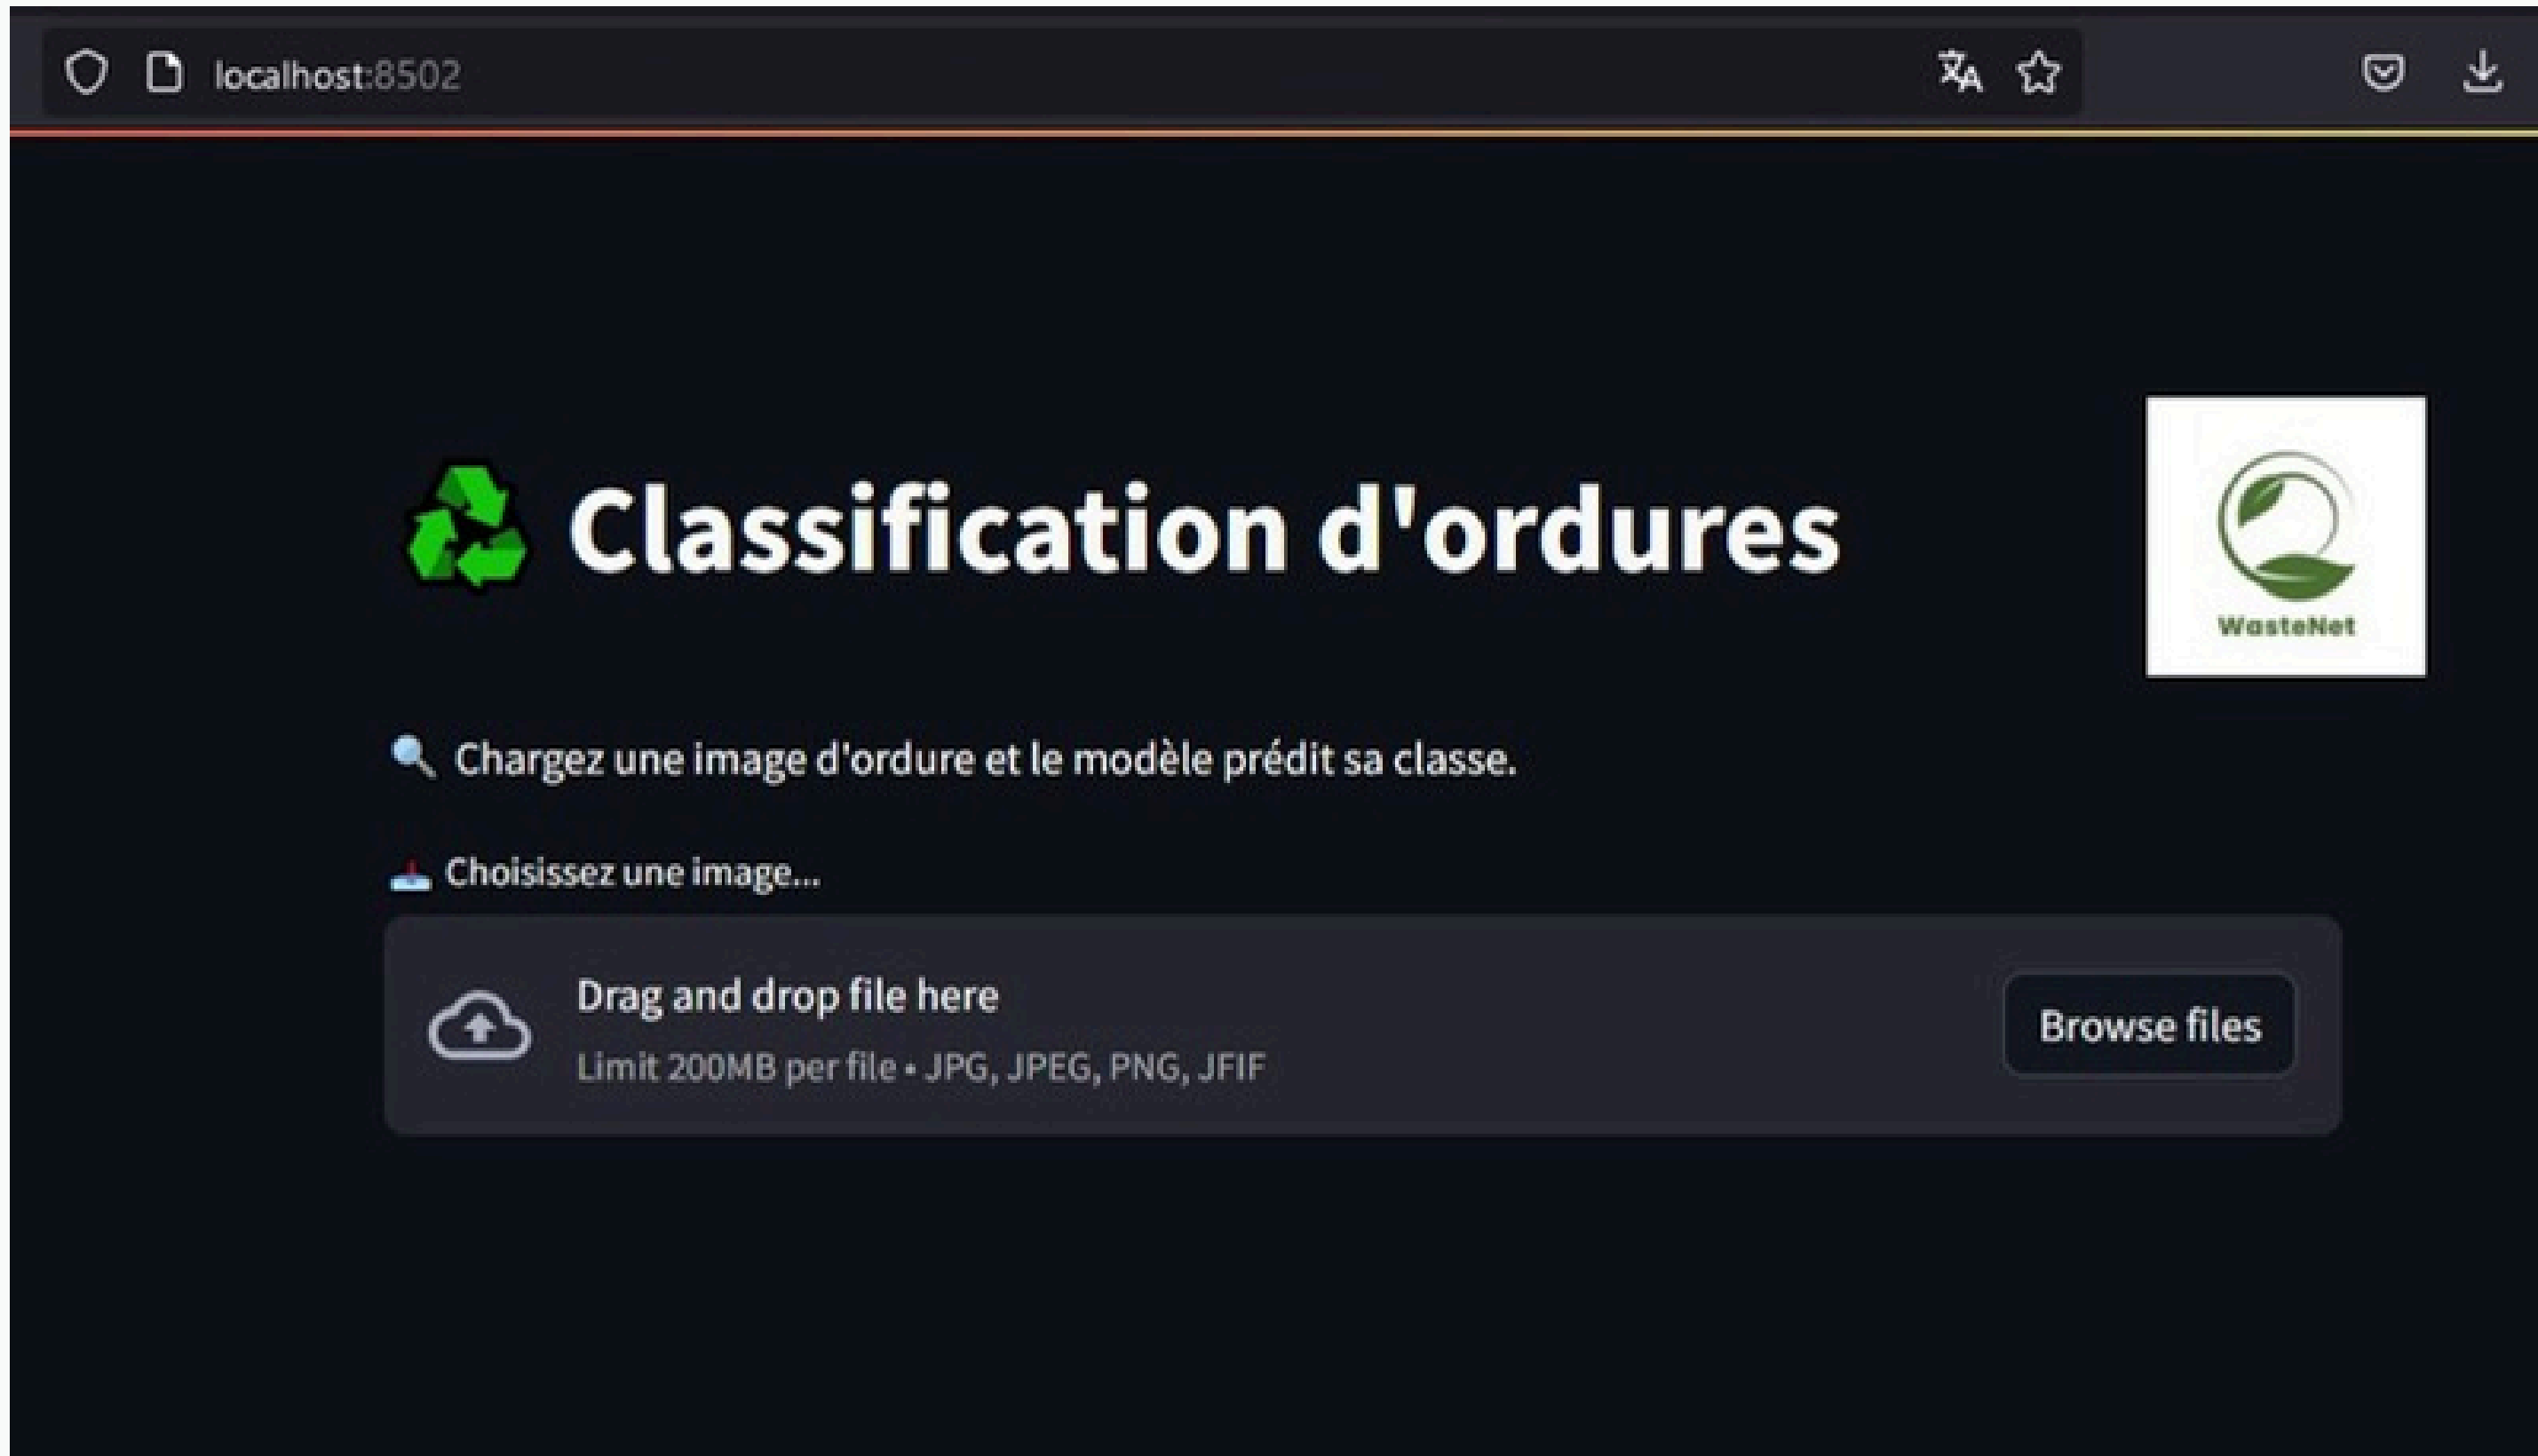 localhost:8502
Classification d'ordures
WasteNet
Chargez une image d'ordure et le modèle prédit sa classe.
Choisissez une image...
Drag and drop file here
Limit 200MB per file • JPG, JPEG, PNG, JFIF
Browse files